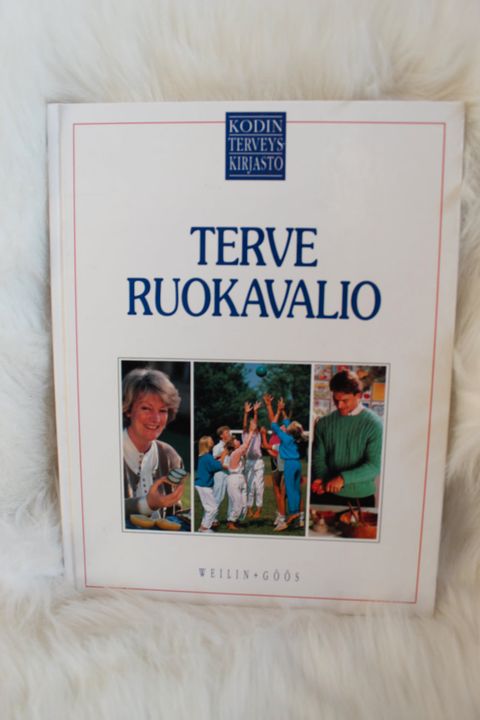 KODIN
TERVEYS
KIRJASTO
TERVE
RUOKAVALIO
WEILIN+GÖÖS